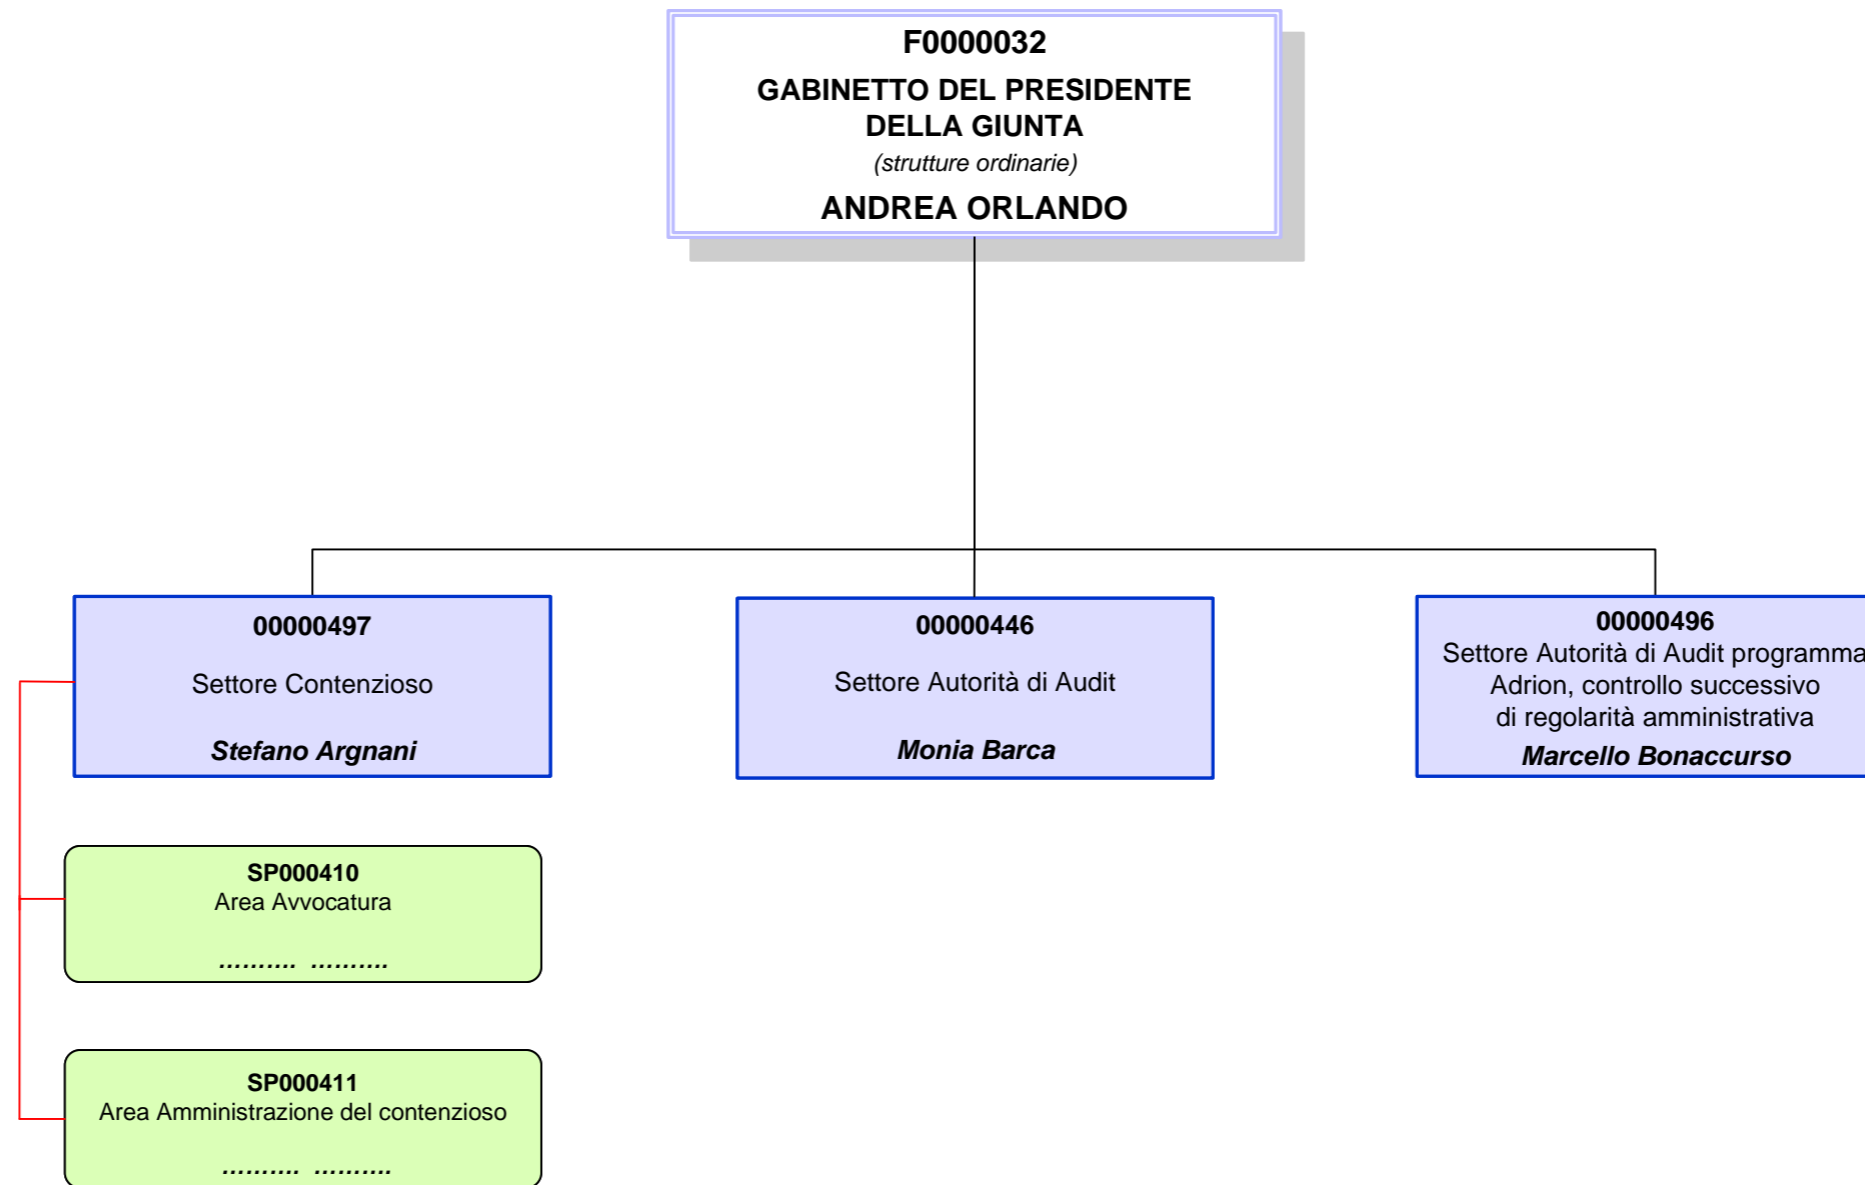 F0000032
GABINETTO DEL PRESIDENTE
DELLA GIUNTA
(strutture ordinarie)
ANDREA ORLANDO
00000497
Settore Contenzioso
Stefano Argnani
00000446
Settore Autorità di Audit
Monia Barca
00000496
Settore Autorità di Audit programma
Adrion, controllo successivo
di regolarità amministrativa
Marcello Bonaccurso
SP000410
Area Avvocatura
………. ……….
SP000411
Area Amministrazione del contenzioso
………. ……….